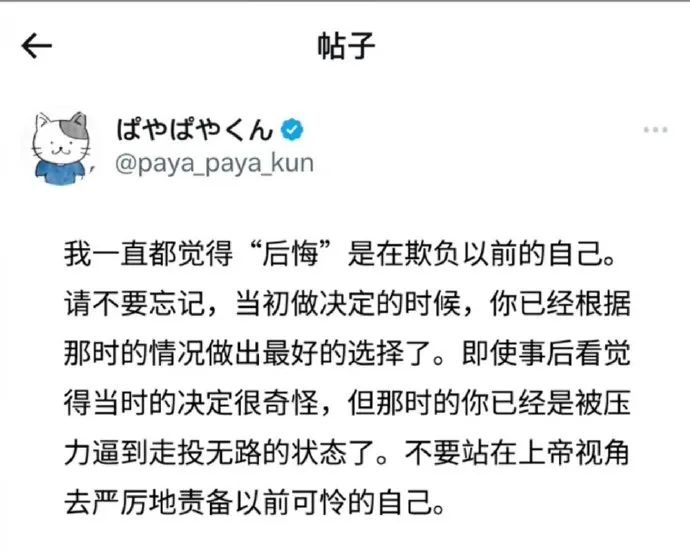 帖子
ぱやぱやくん
@paya_paya_kun
我一直都觉得“后悔”是在欺负以前的自己。
请不要忘记，当初做决定的时候，你已经根据
那时的情况做出最好的选择了。即使事后看觉
得当时的决定很奇怪，但那时的你已经是被压
力逼到走投无路的状态了。不要站在上帝视角
去严厉地责备以前可怜的自己。